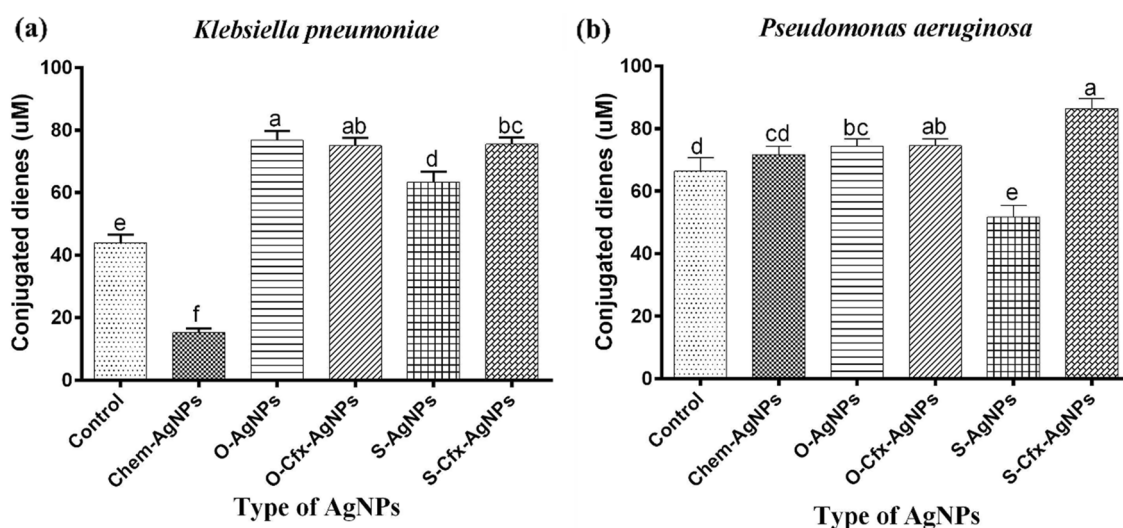 (a)
Klebsiella pneumoniae
Conjugated dienes (uM)
100
80
60
40
20
0
e
f
a
ab
d
bc
Control
Chem-AgNPs
O-AgNPs
O-Cfx-AgNPs
S-AgNPs
S-Cfx-AgNPs
Type of AgNPs
(b)
Pseudomonas aeruginosa
Conjugated dienes (uM)
100
80
60
40
20
0
d
cd
bc
ab
e
a
Control
Chem-AgNPs
O-AgNPs
O-Cfx-AgNPs
S-AgNPs
S-Cfx-AgNPs
Type of AgNPs